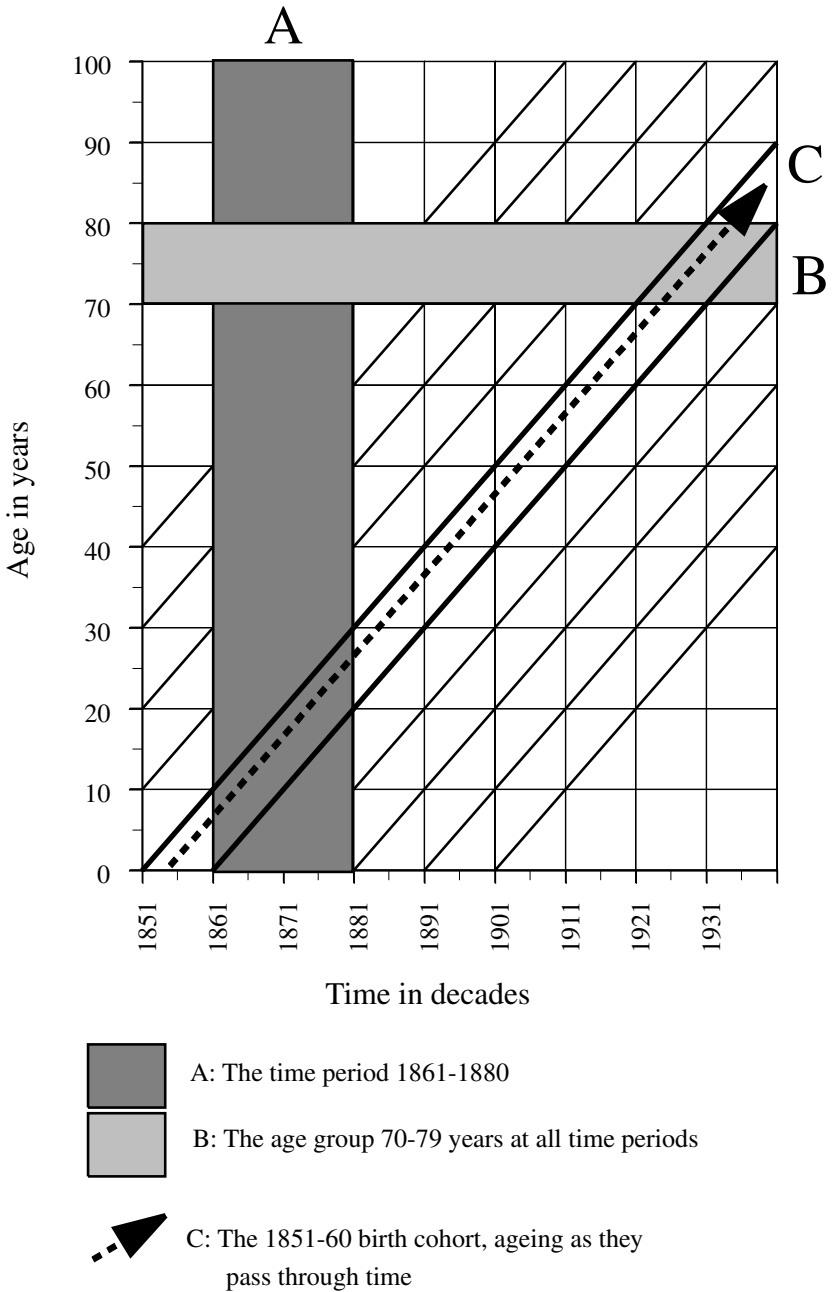 A
100
90
80
70
60
50
40
30
20
10
0
C
B
Age in years
1851
1861
1871
1881
1891
1901
1911
1921
1931
Time in decades
A: The time period 1861-1880
B: The age group 70-79 years at all time periods
C: The 1851-60 birth cohort, ageing as they
pass through time